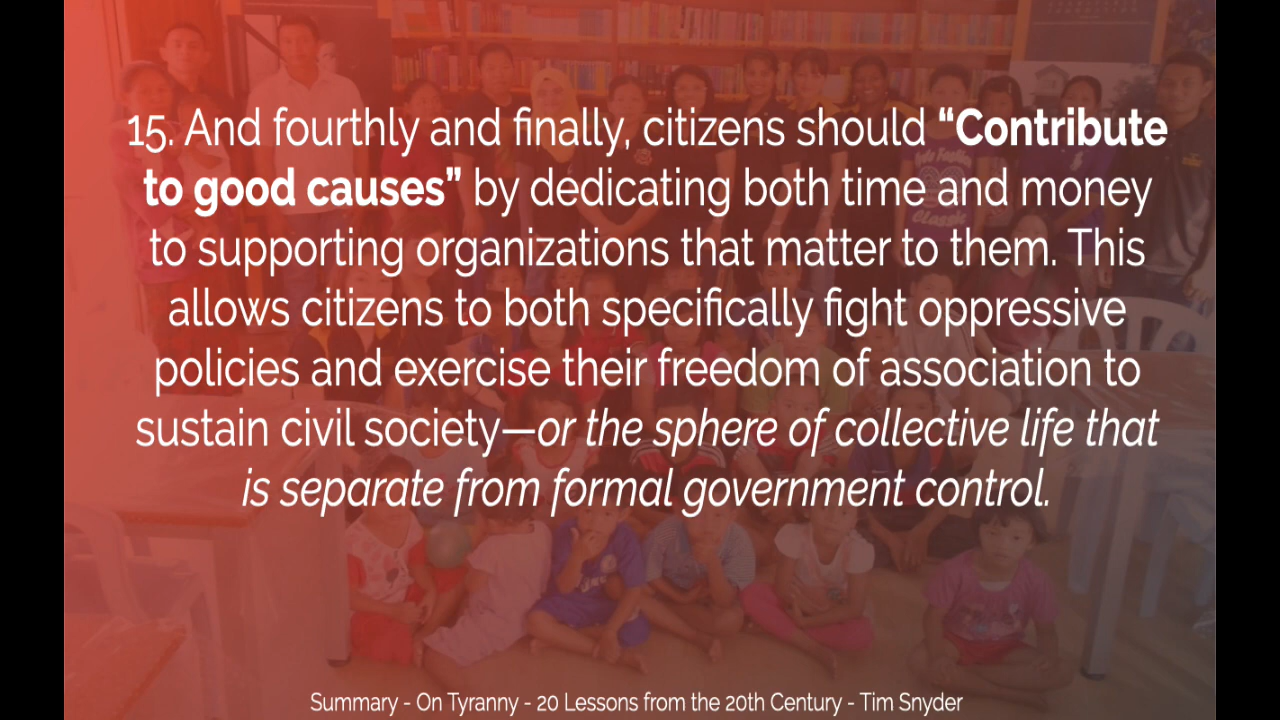 15. And fourthly and finally, citizens should “Contribute
to good causes” by dedicating both time and money
to supporting organizations that matter to them. This
allows citizens to both specifically fight oppressive
policies and exercise their freedom of association to
sustain civil society—or the sphere of collective life that
is separate from formal government control.
Summary - On Tyranny - 20 Lessons from the 20th Century - Tim Snyder